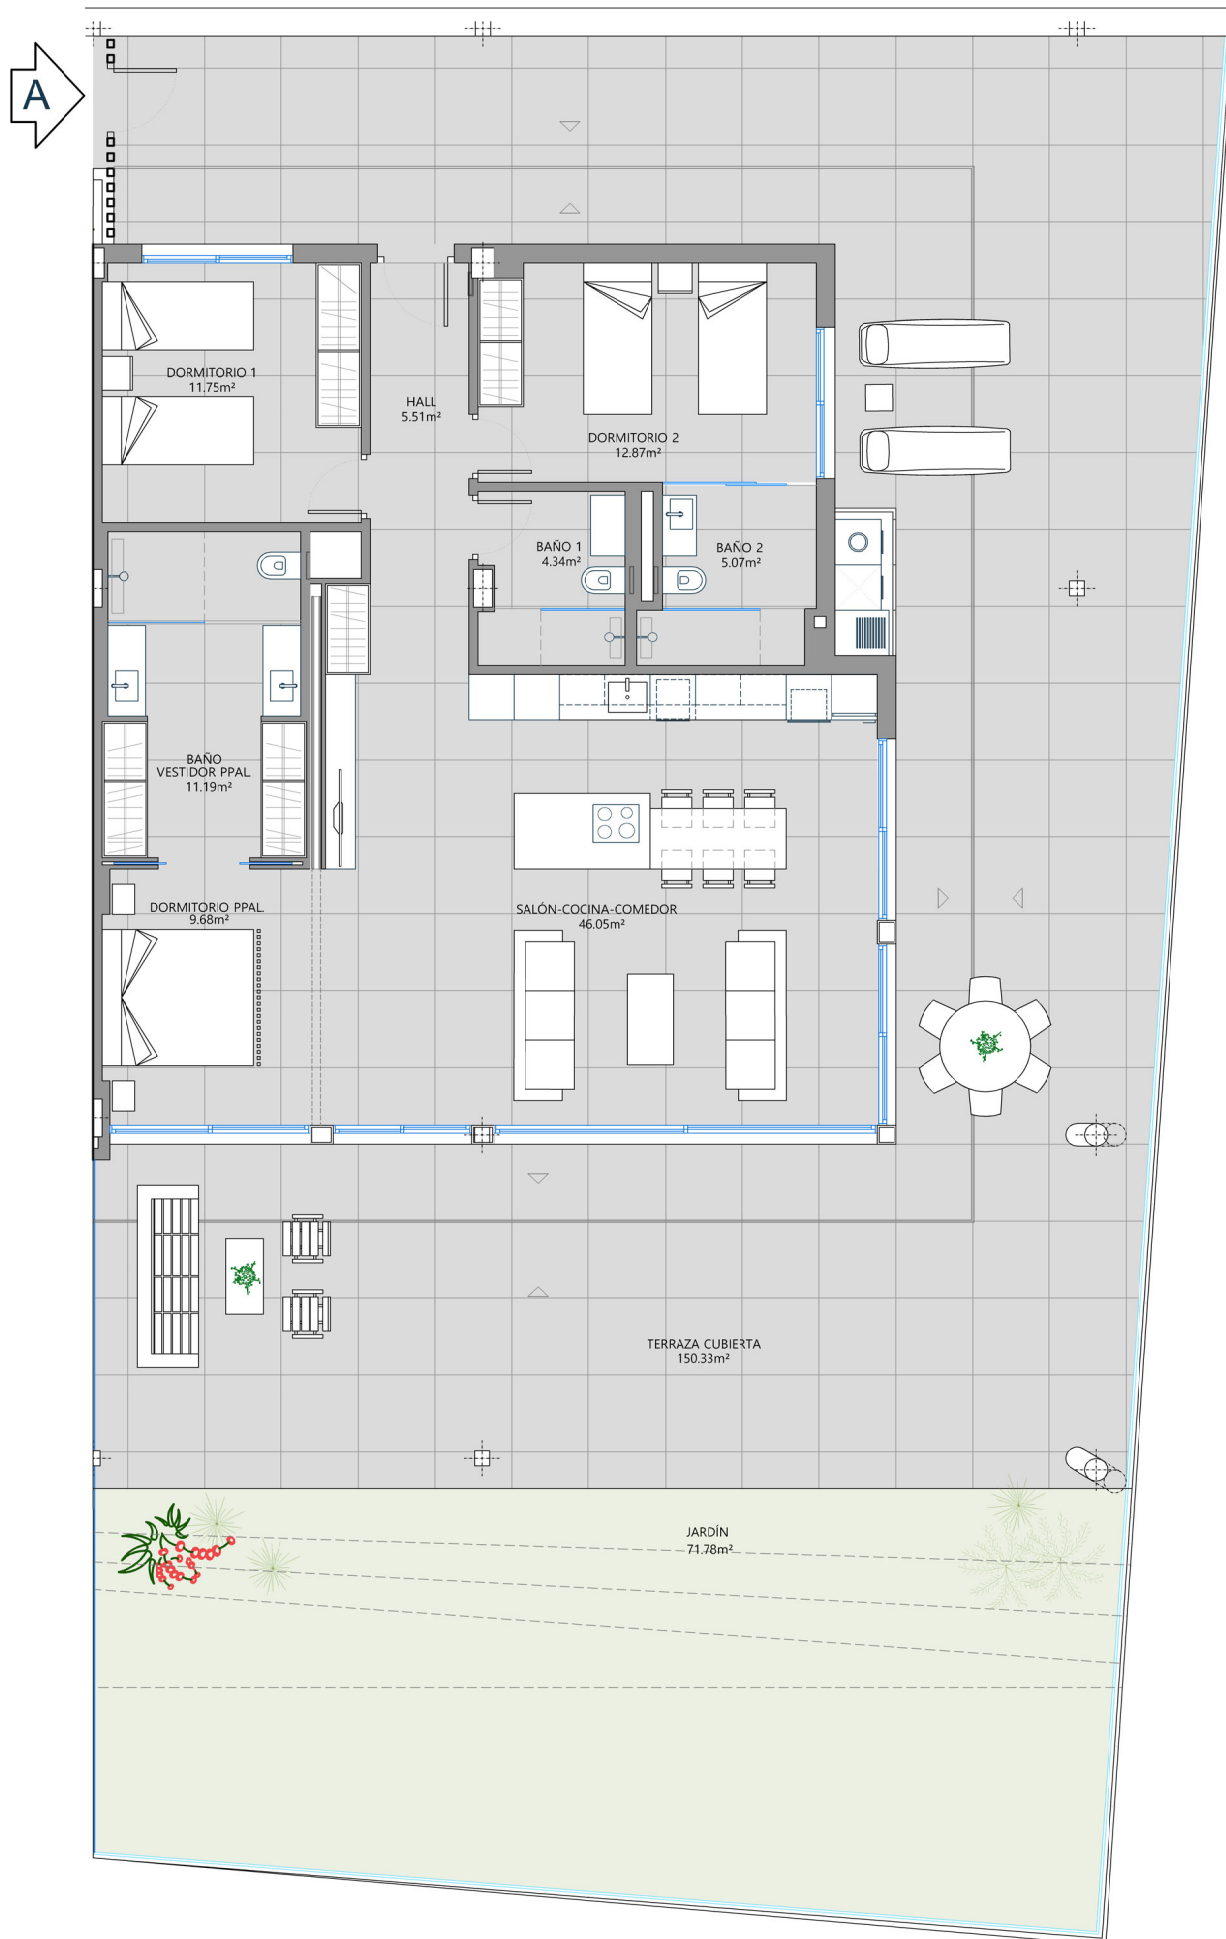 A
DORMITORIO 1
11.75m²
HALL
5.51m²
DORMITORIO 2
12.87m²
BAÑO 1
4.34m²
BAÑO 2
5.07m²
BAÑO
VESTIDOR PPAL
11.19m²
DORMITORIO PPAL.
9.68m²
SALÓN-COCINA-COMEDOR
46.05m²
TERRAZA CUBIERTA
150.33m²
JARDÍN
71.78m²